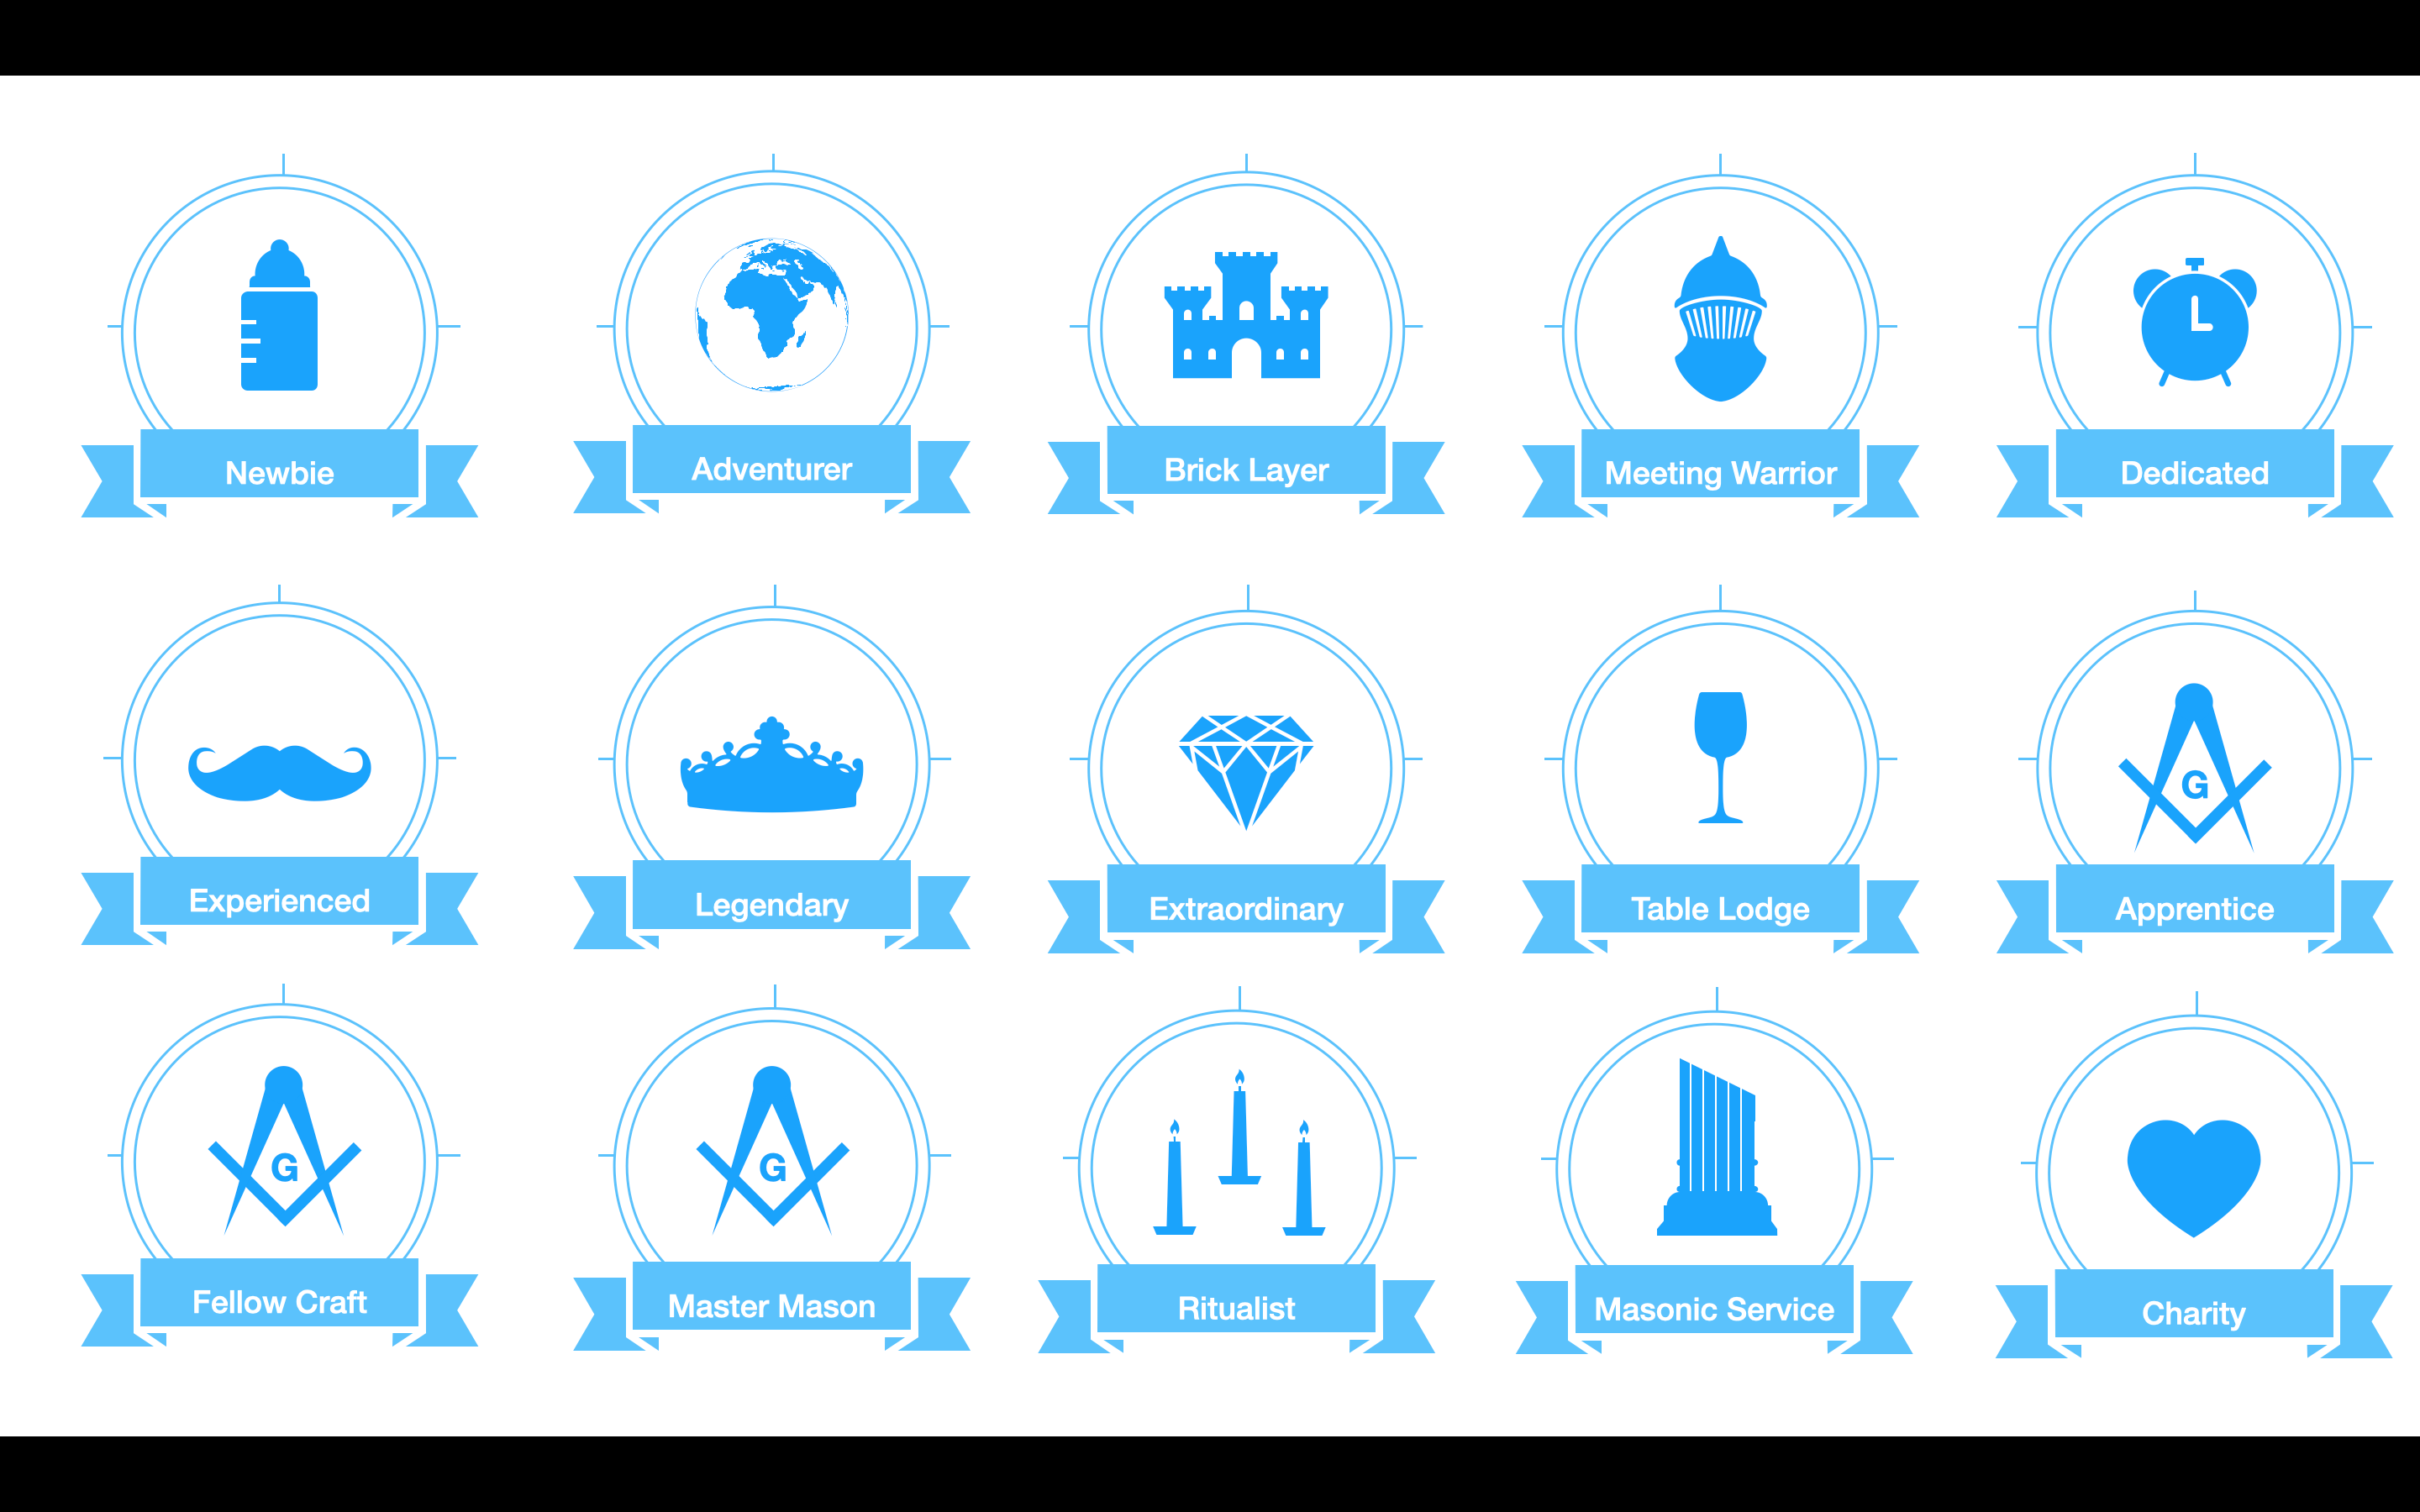 Newbie
Adventurer
Brick Layer
Meeting Warrior
Dedicated
Experienced
Legendary
Extraordinary
Table Lodge
G
Apprentice
G
Fellow Craft
G
Master Mason
Ritualist
Masonic Service
Charity